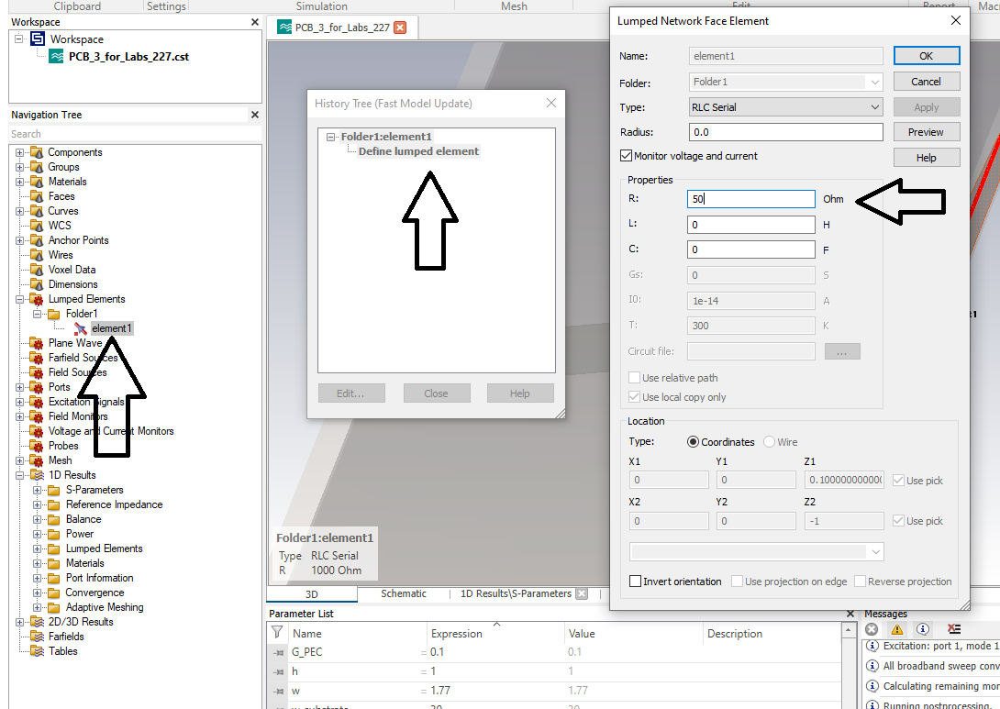 Clipboard
Settings
Simulation
Mesh
Edit
Report
Macr
Workspace
Workspace
PCB_3_for_Labs_227.cst
Navigation Tree
Search
Components
Groups
Materials
Faces
Curves
WCS
Anchor Points
Wires
Voxel Data
Dimensions
Lumped Elements
Folder1
element1
Plane Wave
Farfield Sources
Field Sources
Ports
Excitation Signals
Field Monitors
Voltage and Current Monitors
Probes
Mesh
1D Results
S-Parameters
Reference Impedance
Balance
Power
Lumped Elements
Materials
Port Information
Convergence
Adaptive Meshing
2D/3D Results
Farfields
Tables
PCB_3_for_Labs_227
History Tree (Fast Model Update)
Folder1:element1
Define lumped element
Edit...
Close
Help
Folder1:element1
Type RLC Serial
R 1000 Ohm
3D
Schematic
1D Results\S-Parameters
Parameter List
Name Expression Value Description
G_PEC = 0.1 0.1
h = 1 1
w = 1.77 1.77
w_substrate 30 30
Lumped Network Face Element
Name: element1
OK
Folder: Folder1
Cancel
Type: RLC Serial
Apply
Radius: 0.0
Preview
Monitor voltage and current
Help
Properties
R: 50 Ohm
L: 0 H
C: 0 F
Gs: 0 S
I0: 1e-14 A
T: 300 K
Circuit file: ...
Use relative path
Use local copy only
Location
Type: Coordinates Wire
X1 Y1 Z1
0 0 0.10000000000 Use pick
X2 Y2 Z2
0 0 -1 Use pick
Invert orientation Use projection on edge Reverse projection
t1
Messages
Excitation: port 1, mode 1
All broadband sweep conv
Calculating remaining mor
Running postprocessing.